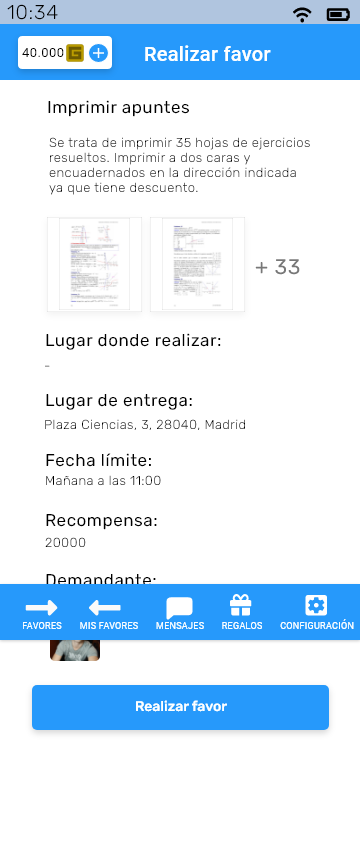 10:34
40.000
Realizar favor
Imprimir apuntes
Se trata de imprimir 35 hojas de ejercicios
resueltos. Imprimir a dos caras y
encuadernados en la dirección indicada
ya que tiene descuento.
+ 33
Lugar donde realizar:
-
Lugar de entrega:
Plaza Ciencias, 3, 28040, Madrid
Fecha límite:
Mañana a las 11:00
Recompensa:
20000
Demandante:
FAVORES MIS FAVORES MENSAJES REGALOS CONFIGURACIÓN
Realizar favor